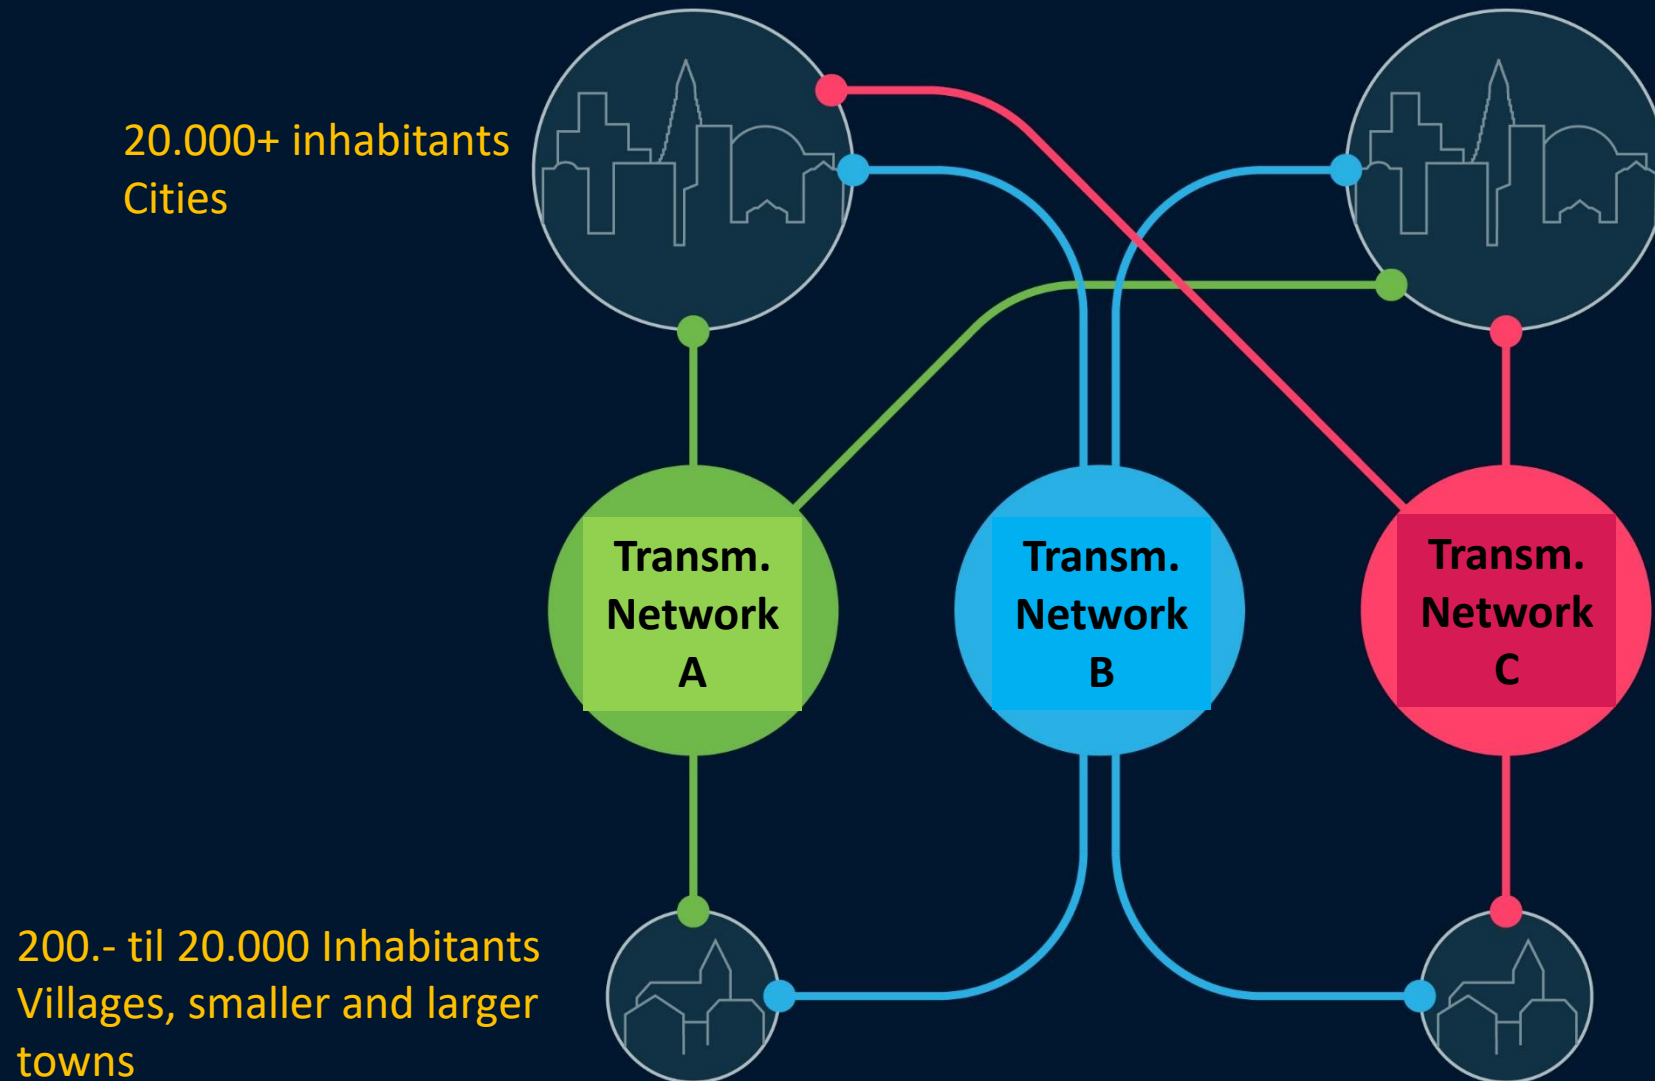 20.000+ inhabitants
Cities
Transm.
Network
A
Transm.
Network
B
Transm.
Network
C
200.- til 20.000 Inhabitants
Villages, smaller and larger
towns